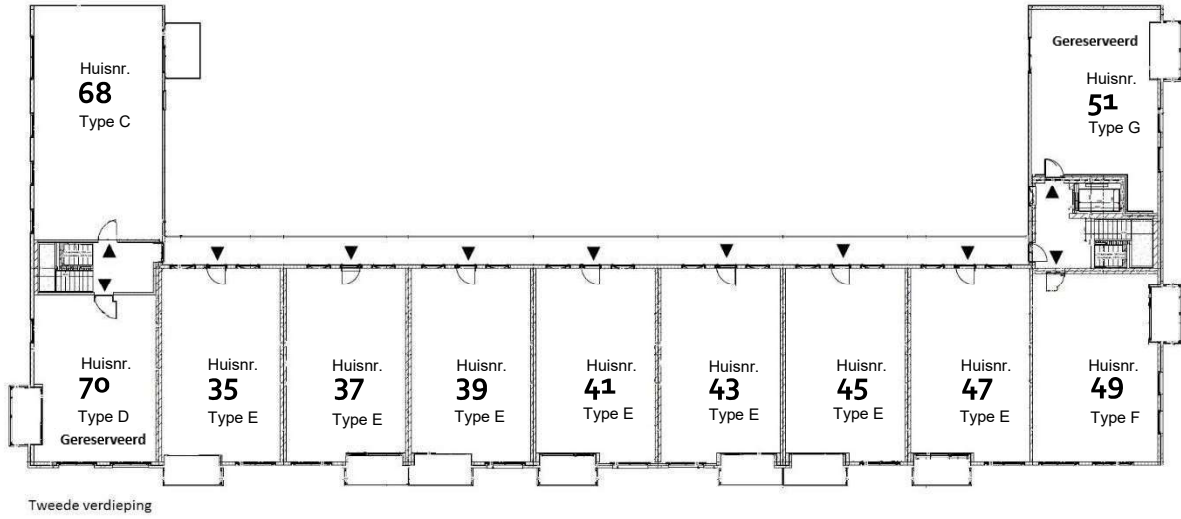 Huisnr.
68
Type C
Gereserveerd
Huisnr.
51
Type G
Huisnr.
70
Type D
Gereserveerd
Huisnr.
35
Type E
Huisnr.
37
Type E
Huisnr.
39
Type E
Huisnr.
41
Type E
Huisnr.
43
Type E
Huisnr.
45
Type E
Huisnr.
47
Type E
Huisnr.
49
Type F
Tweede verdieping